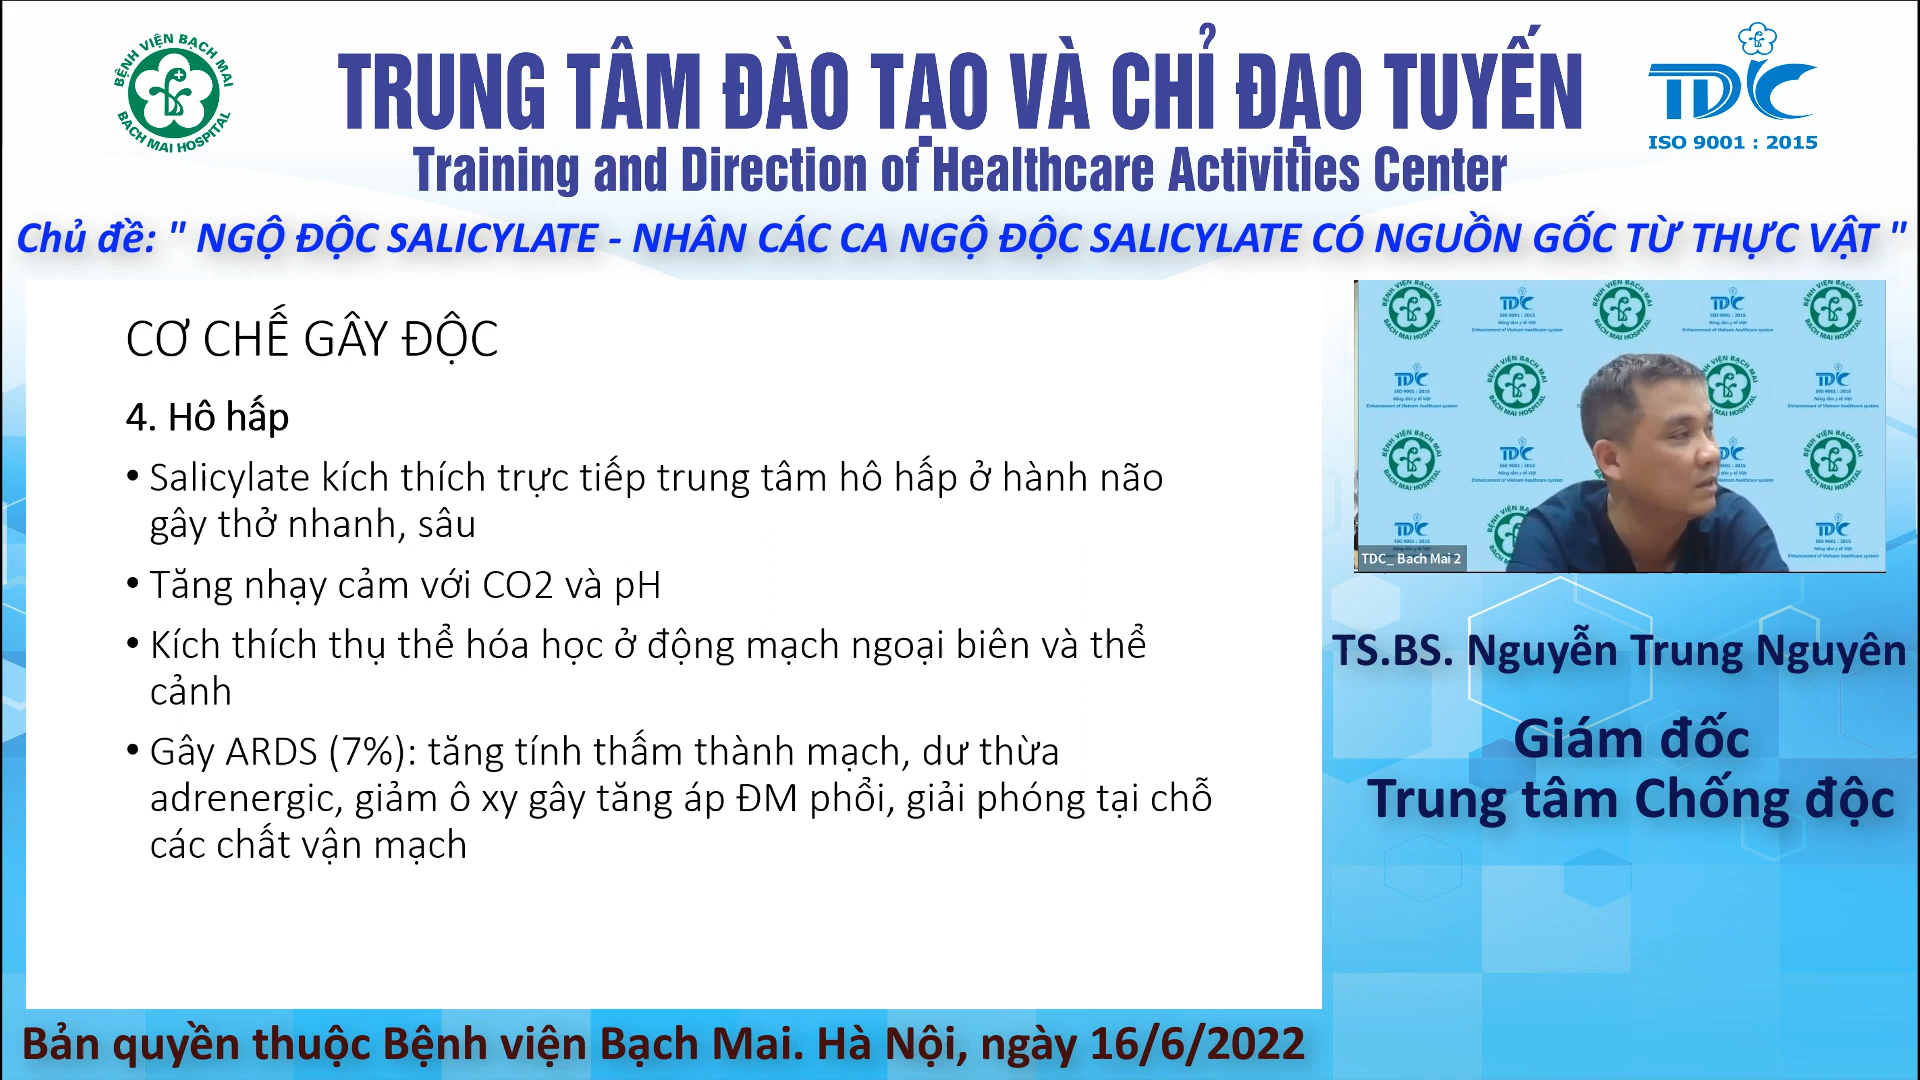 BỆNH VIỆN BẠCH MAI
BACH MAI HOSPITAL
TRUNG TÂM ĐÀO TẠO VÀ CHỈ ĐẠO TUYẾN
Training and Direction of Healthcare Activities Center
TDC
ISO 9001 : 2015
Chủ đề: " NGỘ ĐỘC SALICYLATE - NHÂN CÁC CA NGỘ ĐỘC SALICYLATE CÓ NGUỒN GỐC TỪ THỰC VẬT "
CƠ CHẾ GÂY ĐỘC
4. Hô hấp
• Salicylate kích thích trực tiếp trung tâm hô hấp ở hành não
gây thở nhanh, sâu
• Tăng nhạy cảm với CO2 và pH
• Kích thích thụ thể hóa học ở động mạch ngoại biên và thể
cảnh
• Gây ARDS (7%): tăng tính thấm thành mạch, dư thừa
adrenergic, giảm ô xy gây tăng áp ĐM phổi, giải phóng tại chỗ
các chất vận mạch
TDC_ Bach Mai 2
TS.BS. Nguyễn Trung Nguyên
Giám đốc
Trung tâm Chống độc
Bản quyền thuộc Bệnh viện Bạch Mai. Hà Nội, ngày 16/6/2022